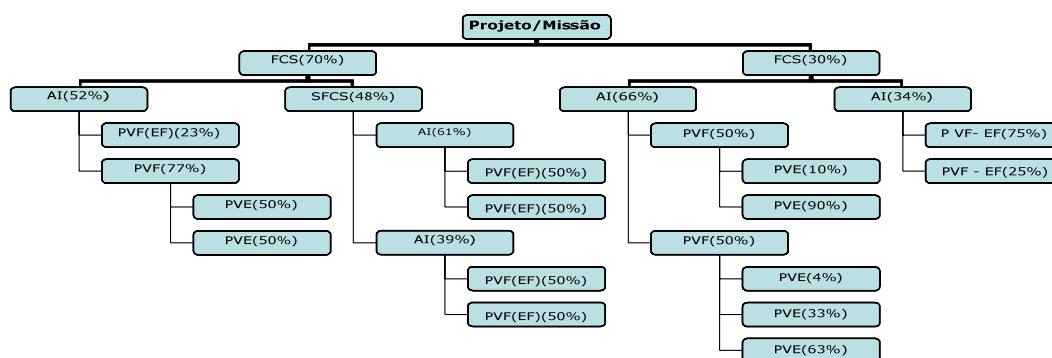 Projeto/Missão
FCS(70%)
FCS(30%)
AI(52%)
SFCS(48%)
AI(66%)
AI(34%)
PVF(EF)(23%)
AI(61%)
PVF(50%)
P VF- EF(75%)
PVF(77%)
PVF(EF)(50%)
PVE(10%)
PVF - EF(25%)
PVE(50%)
PVF(EF)(50%)
PVE(90%)
PVE(50%)
AI(39%)
PVF(50%)
PVF(EF)(50%)
PVE(4%)
PVF(EF)(50%)
PVE(33%)
PVE(63%)